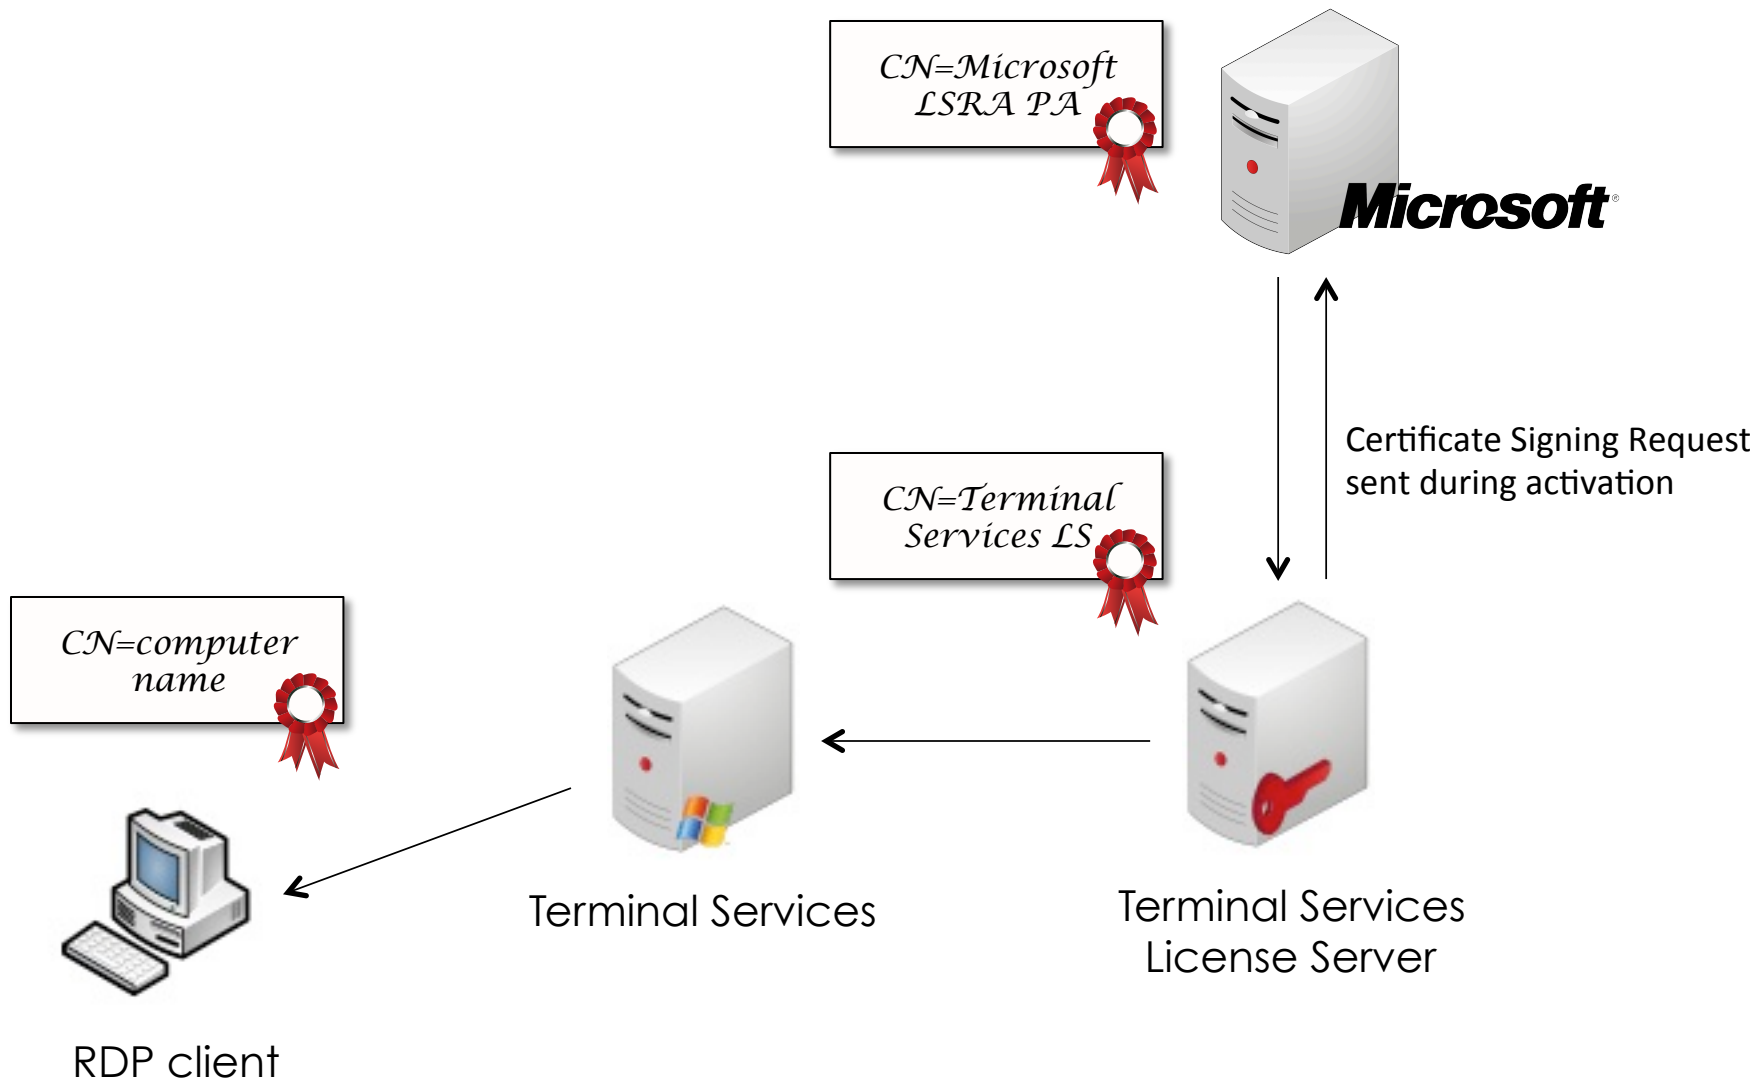 CN=Microsoft
LSRA PA
Microsoft®
Certificate Signing Request
sent during activation
CN=Terminal
Services LS
CN=computer
name
Terminal Services
Terminal Services
License Server
RDP client